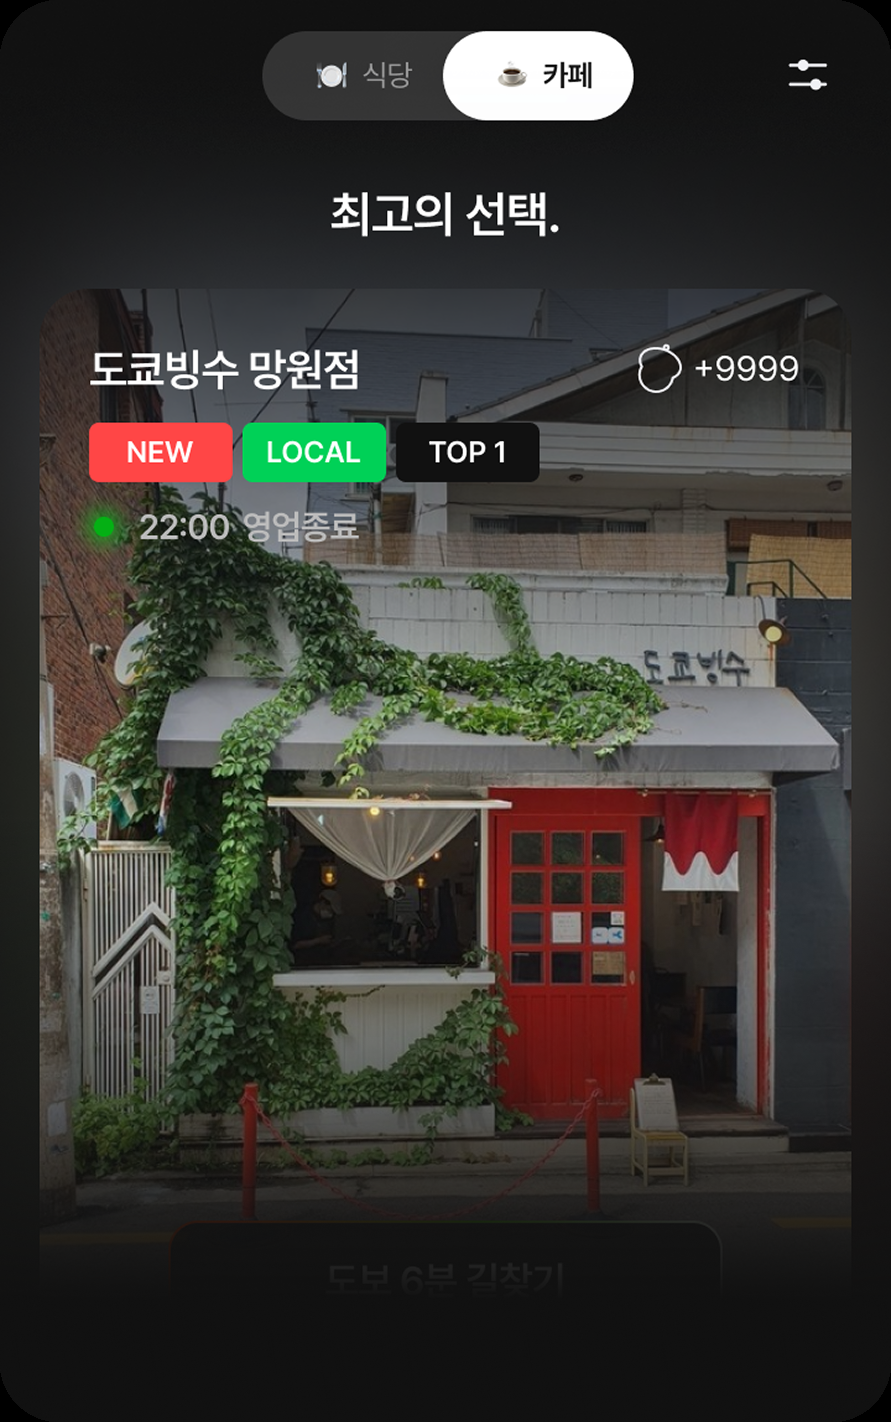 식당
카페
최고의 선택.
도쿄빙수 망원점
+9999
NEW
LOCAL
TOP 1
22:00 영업종료
도쿄빙수
도보 6분 길찾기